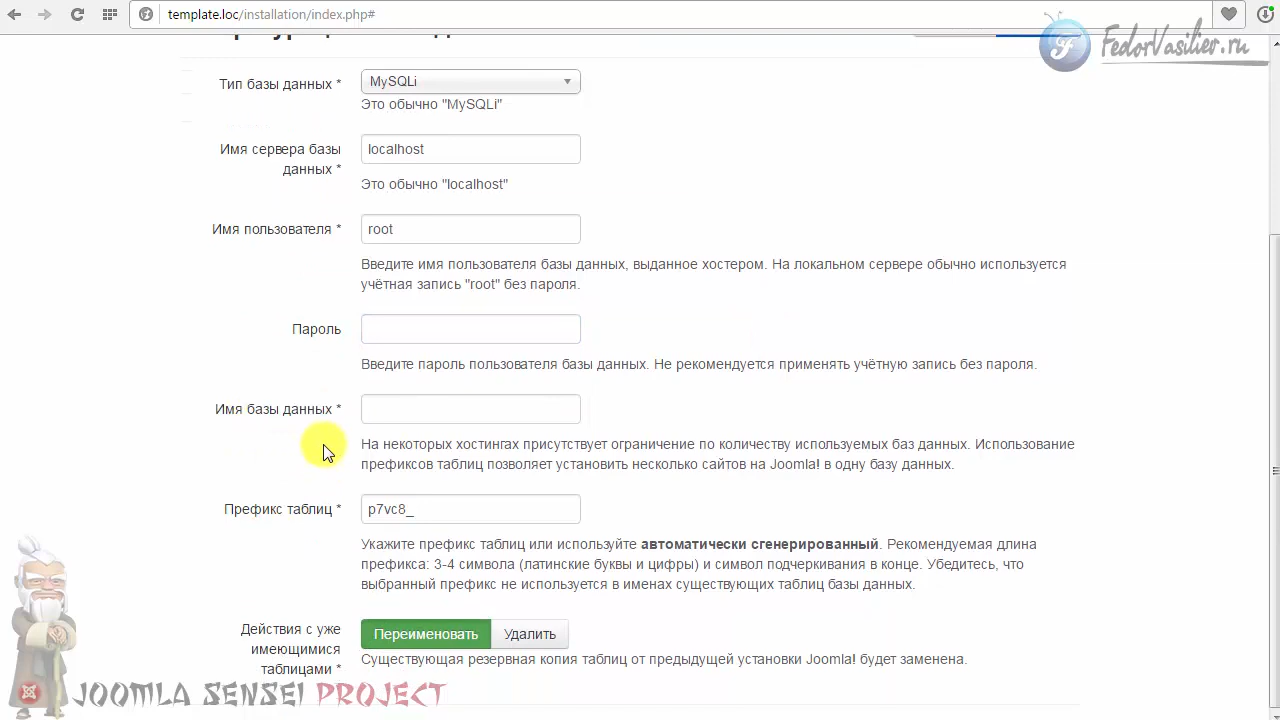 template.loc/installation/index.php#
FedorVasiliev.ru
Тип базы данных *
MySQLi
Это обычно "MySQLi"
Имя сервера базы
данных *
localhost
Это обычно "localhost"
Имя пользователя *
root
Введите имя пользователя базы данных, выданное хостером. На локальном сервере обычно используется
учётная запись "root" без пароля.
Пароль
Введите пароль пользователя базы данных. Не рекомендуется применять учётную запись без пароля.
Имя базы данных *
На некоторых хостингах присутствует ограничение по количеству используемых баз данных. Использование
префиксов таблиц позволяет установить несколько сайтов на Joomla! в одну базу данных.
Префикс таблиц *
p7vc8_
Укажите префикс таблиц или используйте автоматически сгенерированный. Рекомендуемая длина
префикса: 3-4 символа (латинские буквы и цифры) и символ подчеркивания в конце. Убедитесь, что
выбранный префикс не используется в именах существующих таблиц базы данных.
Действия с уже
имеющимися
таблицами *
Переименовать
Удалить
Существующая резервная копия таблиц от предыдущей установки Joomla! будет заменена.
JOOMLA SENSEI PROJECT